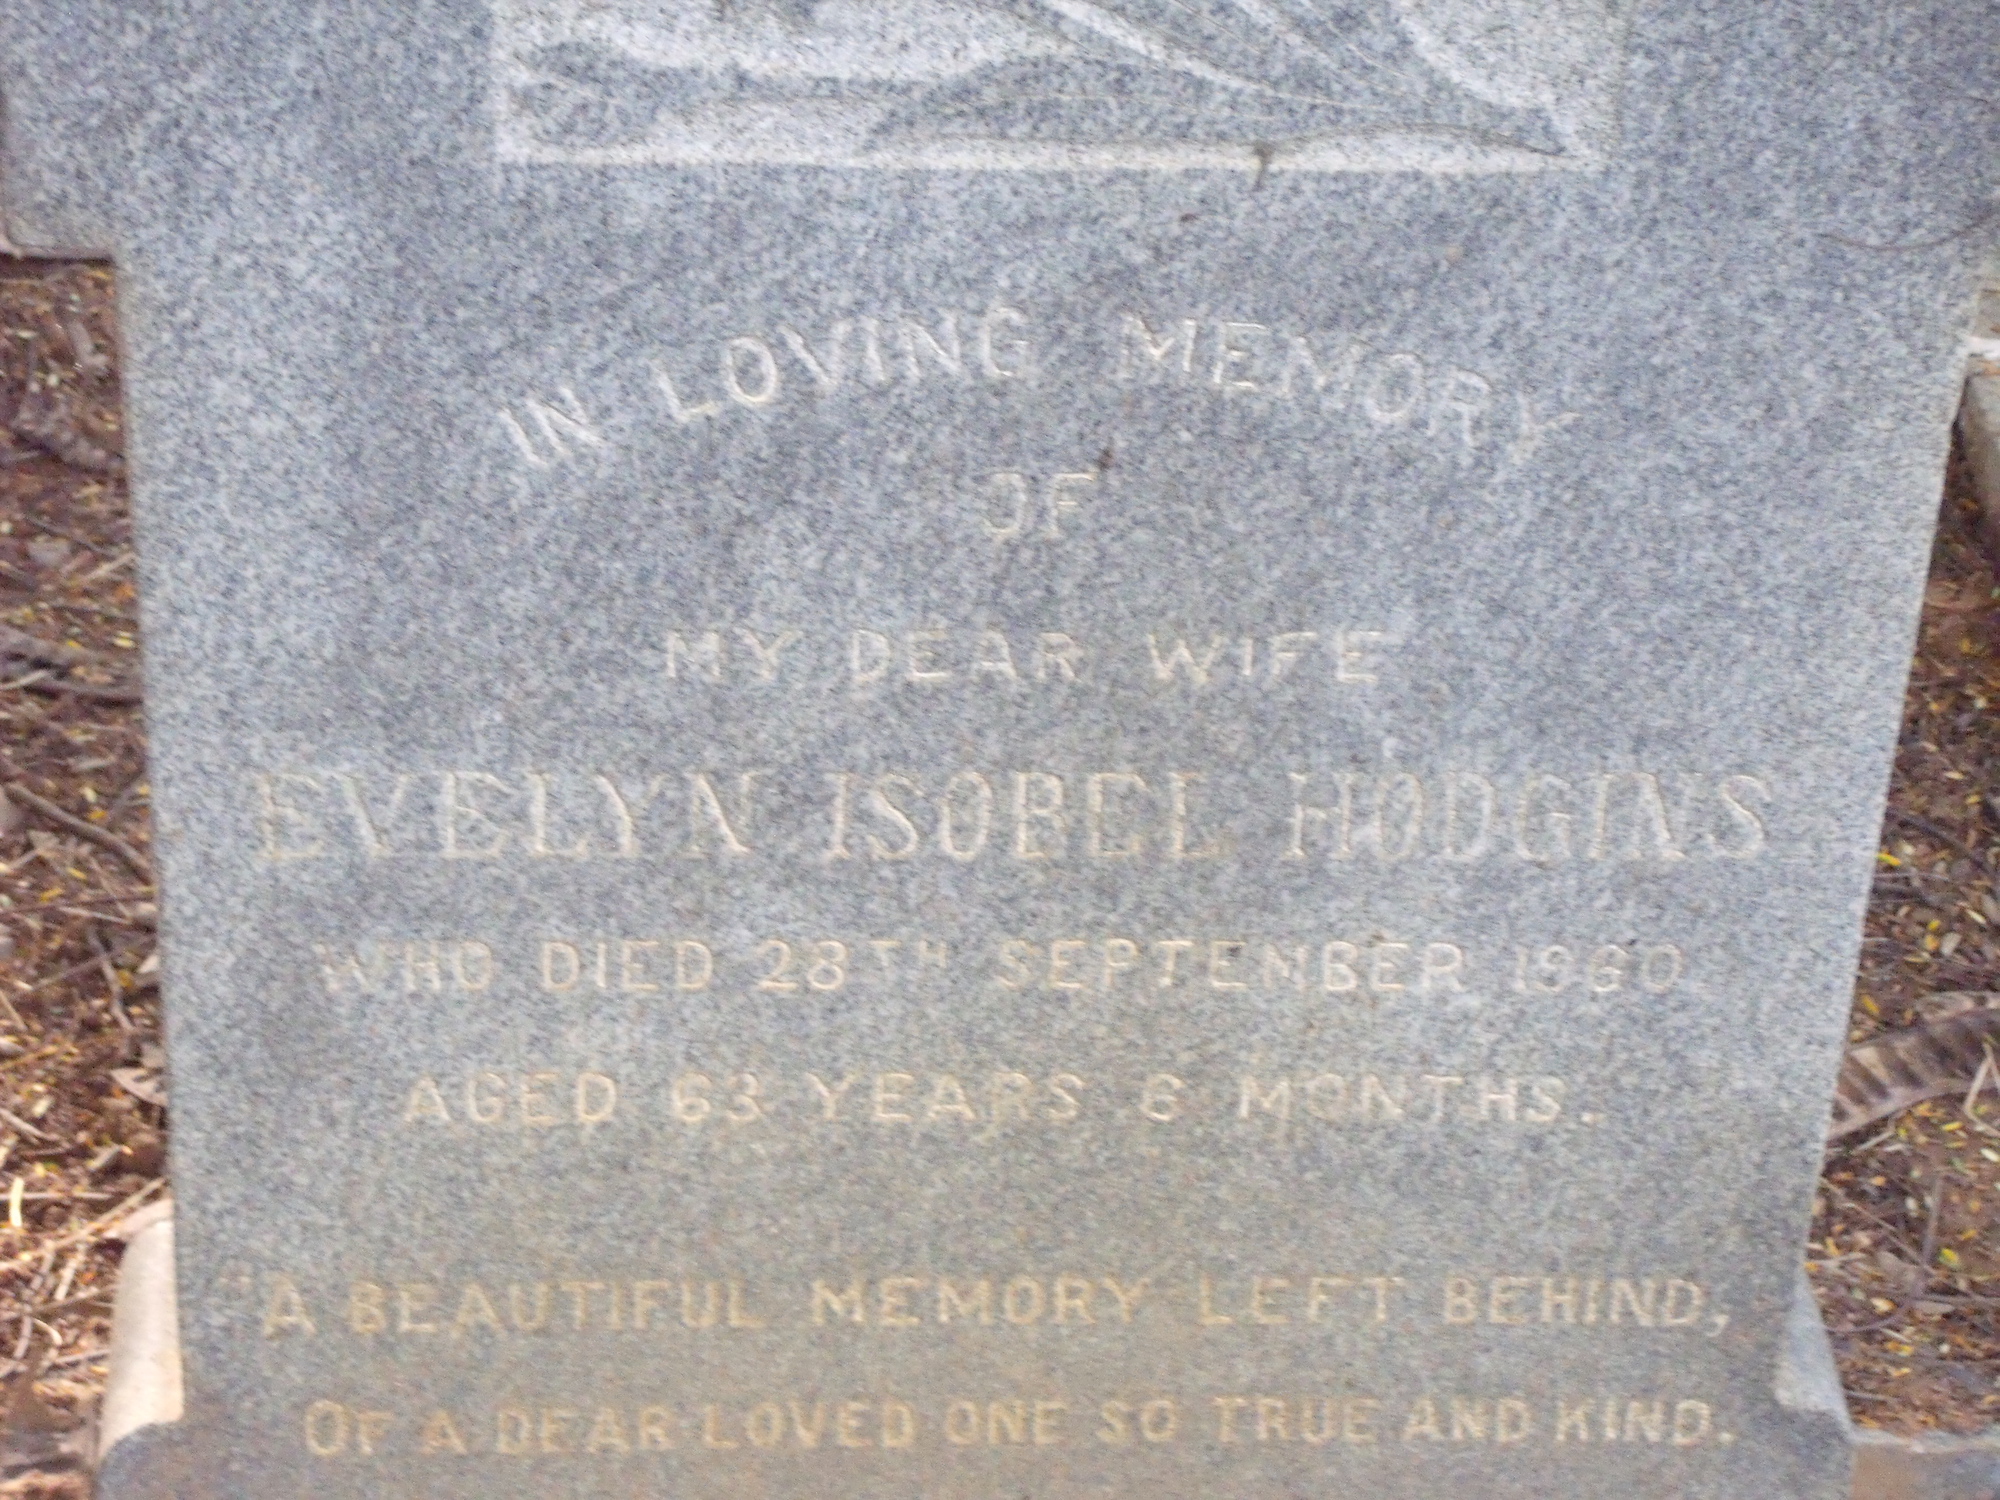 IN LOVING MEMORY
OF
MY DEAR WIFE
EVELYN ISOBEL HODGINS
WHO DIED 28TH SEPTEMBER 1960
AGED 63 YEARS 6 MONTHS.
"A BEAUTIFUL MEMORY LEFT BEHIND,
OF A DEAR LOVED ONE SO TRUE AND KIND.